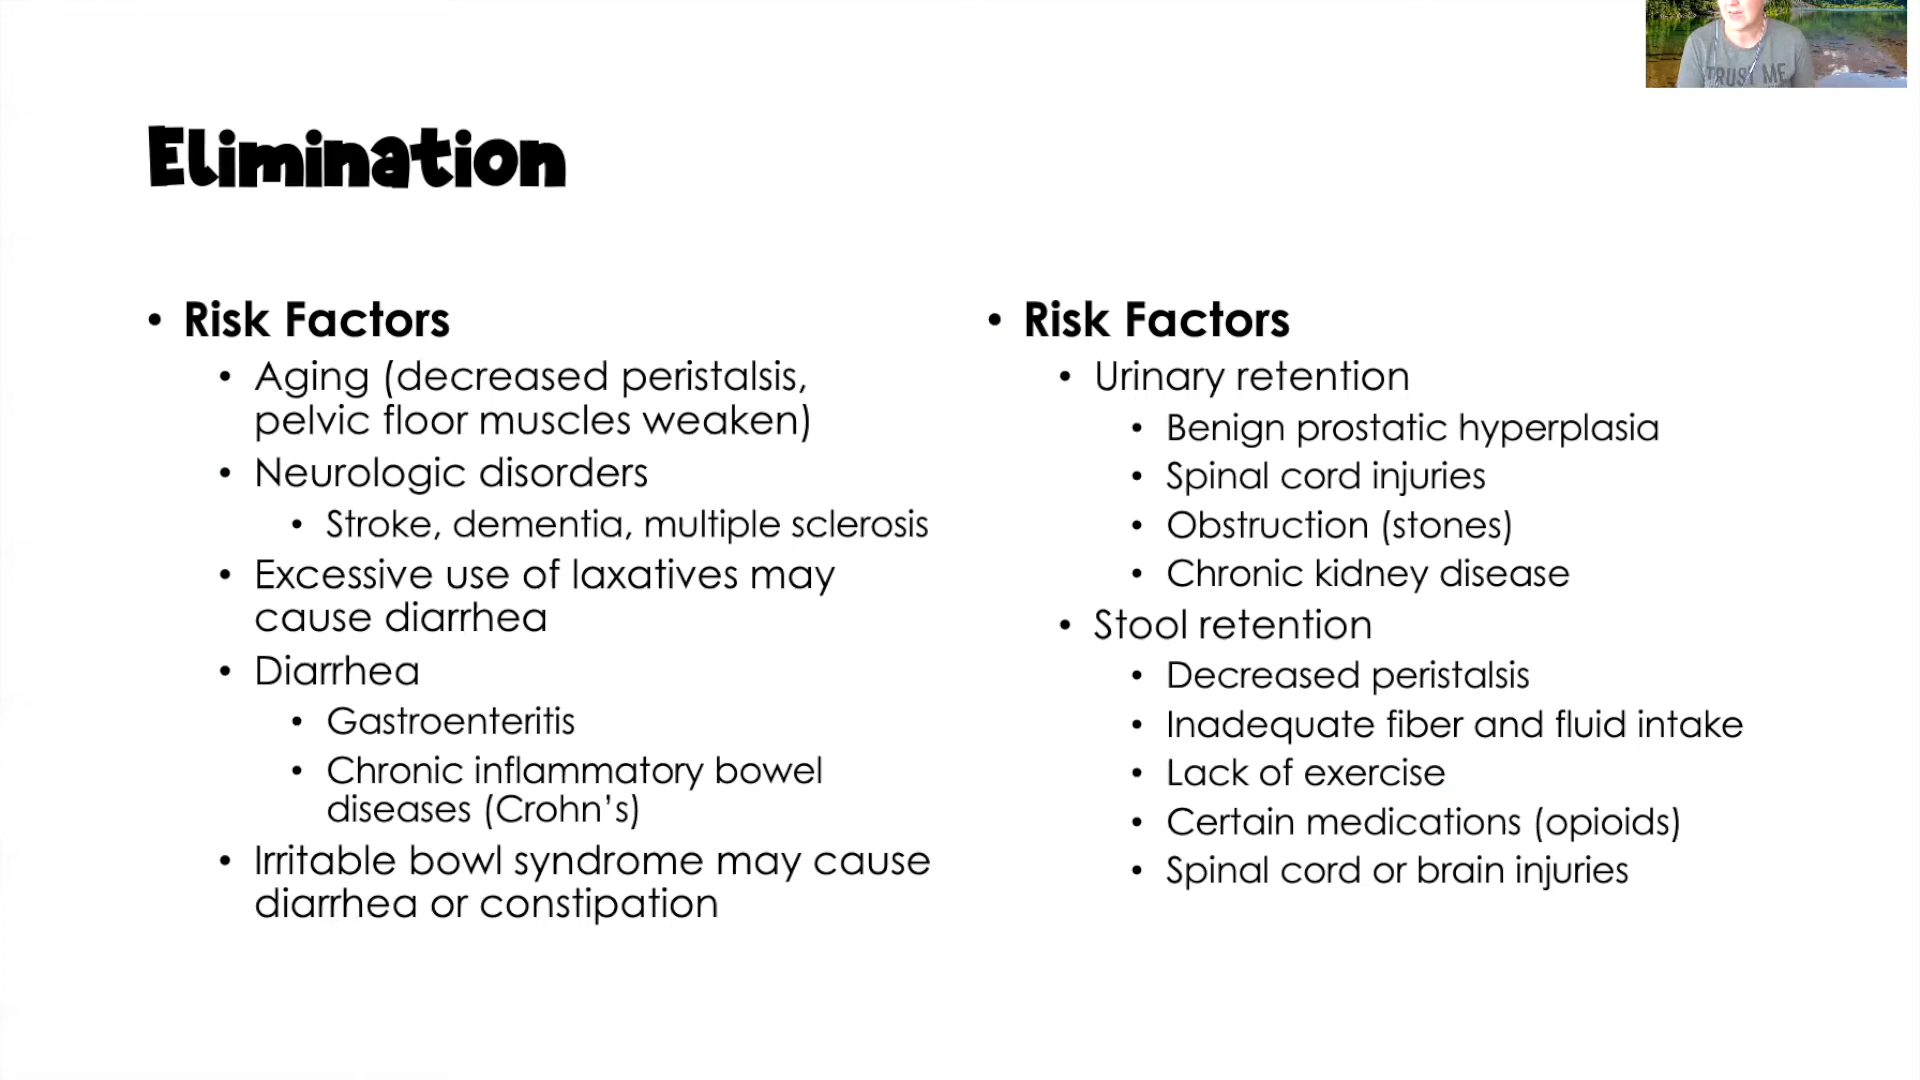 TRUST ME
Elimination
• Risk Factors
• Aging (decreased peristalsis,
pelvic floor muscles weaken)
• Neurologic disorders
• Stroke, dementia, multiple sclerosis
• Excessive use of laxatives may
cause diarrhea
• Diarrhea
• Gastroenteritis
• Chronic inflammatory bowel
diseases (Crohn's)
• Irritable bowl syndrome may cause
diarrhea or constipation
• Risk Factors
• Urinary retention
• Benign prostatic hyperplasia
• Spinal cord injuries
• Obstruction (stones)
• Chronic kidney disease
• Stool retention
• Decreased peristalsis
• Inadequate fiber and fluid intake
• Lack of exercise
• Certain medications (opioids)
• Spinal cord or brain injuries